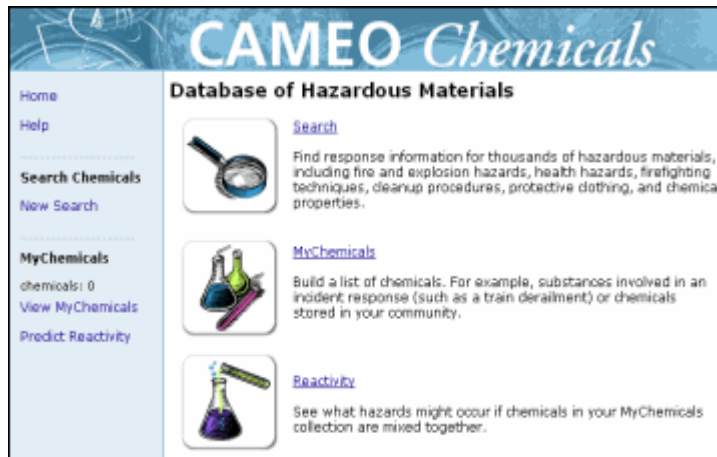 CAMEO Chemicals
Home
Help
Search Chemicals
New Search
MyChemicals
chemicals: 0
View MyChemicals
Predict Reactivity
Database of Hazardous Materials
Search
Find response information for thousands of hazardous materials,
including fire and explosion hazards, health hazards, firefighting
techniques, cleanup procedures, protective clothing, and chemica
properties.
MyChemicals
Build a list of chemicals. For example, substances involved in an
incident response (such as a train derailment) or chemicals
stored in your community.
Reactivity
See what hazards might occur if chemicals in your MyChemicals
collection are mixed together.